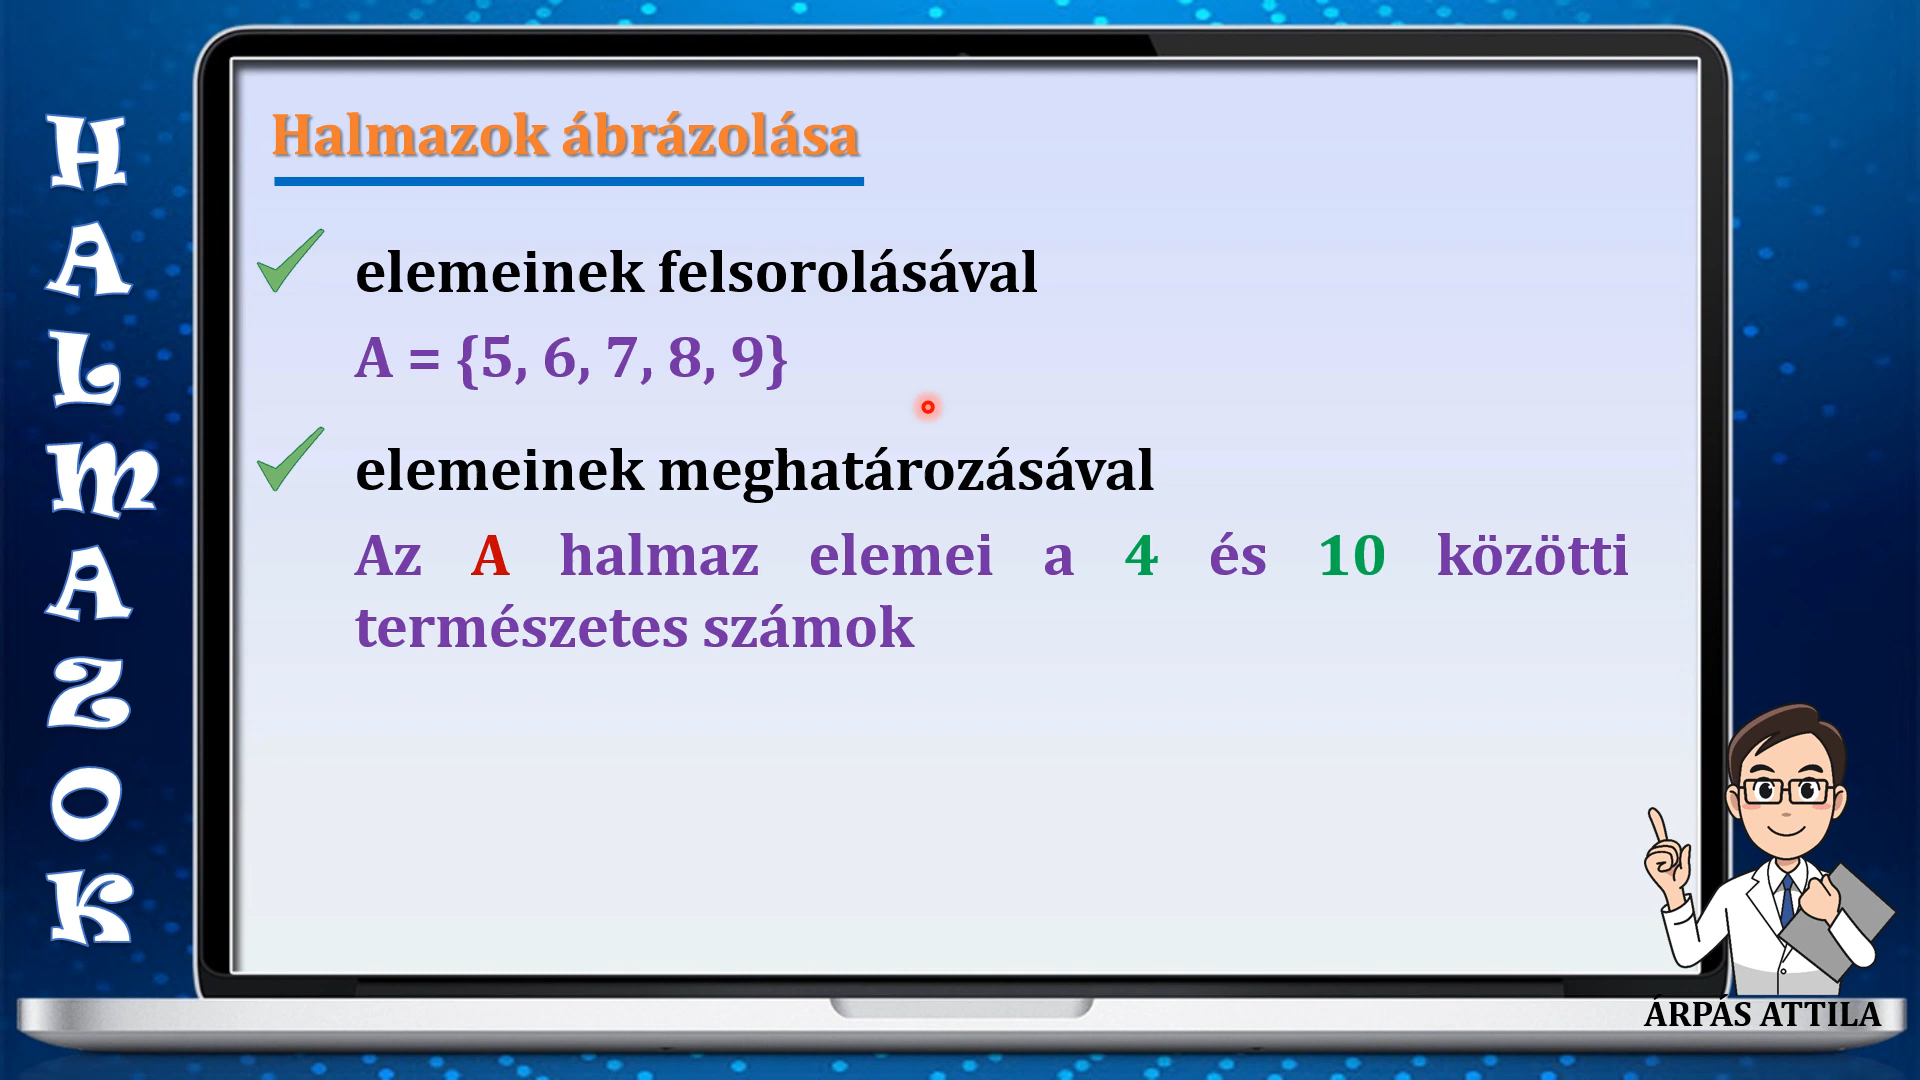 HALMAZOK
Halmazok ábrázolása
elemeinek felsorolásával
A = {5, 6, 7, 8, 9}
elemeinek meghatározásával
Az A halmaz elemei a 4 és 10 közötti
természetes számok
ÁRPÁS ATTILA